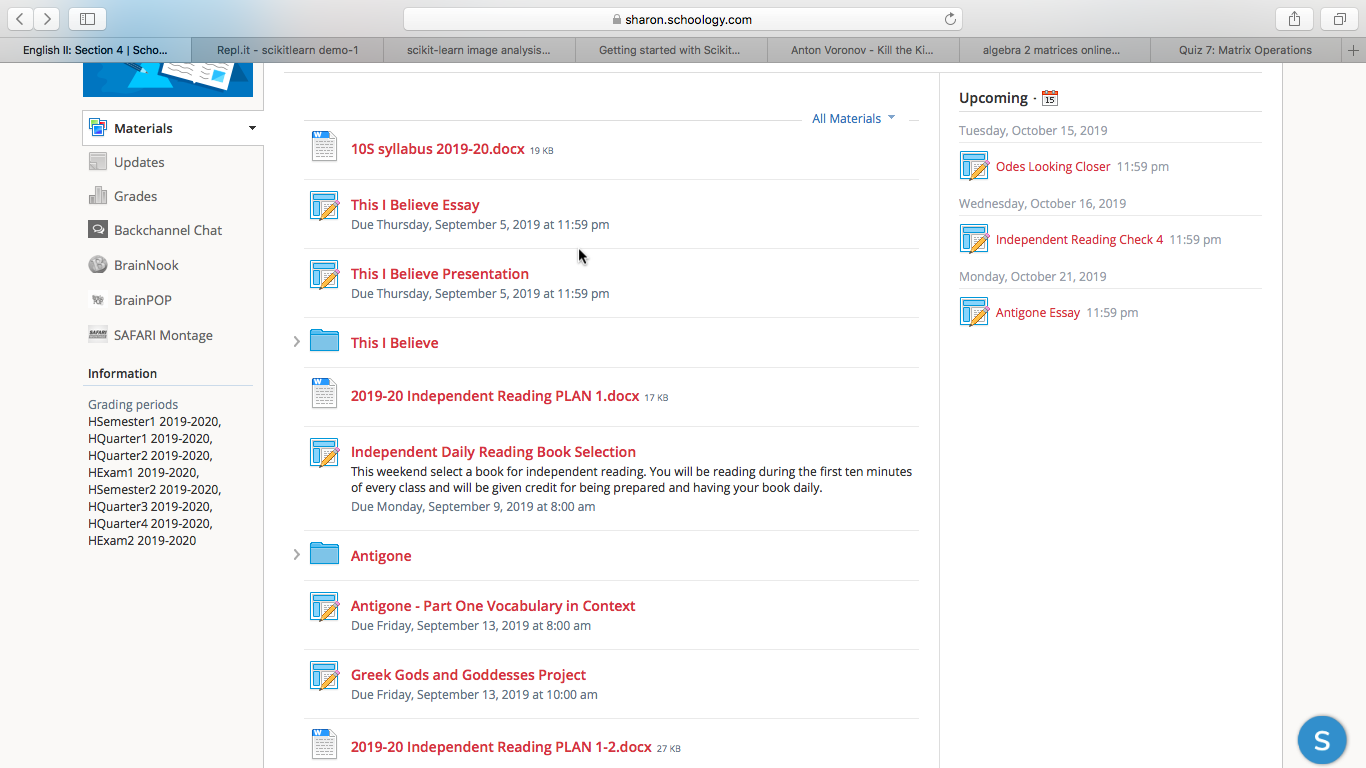 sharon.schoology.com
English II: Section 4 | Scho...
Repl.it - scikitlearn demo-1
scikit-learn image analysis...
Getting started with Scikit...
Anton Voronov - Kill the Ki...
algebra 2 matrices online...
Quiz 7: Matrix Operations
Materials
Updates
Grades
Backchannel Chat
BrainNook
BrainPOP
SAFARI Montage
Information
Grading periods
HSemester1 2019-2020,
HQuarter1 2019-2020,
HQuarter2 2019-2020,
HExam1 2019-2020,
HSemester2 2019-2020,
HQuarter3 2019-2020,
HQuarter4 2019-2020,
HExam2 2019-2020
All Materials
10S syllabus 2019-20.docx 19 KB
This I Believe Essay
Due Thursday, September 5, 2019 at 11:59 pm
This I Believe Presentation
Due Thursday, September 5, 2019 at 11:59 pm
This I Believe
2019-20 Independent Reading PLAN 1.docx 17 KB
Independent Daily Reading Book Selection
This weekend select a book for independent reading. You will be reading during the first ten minutes
of every class and will be given credit for being prepared and having your book daily.
Due Monday, September 9, 2019 at 8:00 am
Antigone
Antigone - Part One Vocabulary in Context
Due Friday, September 13, 2019 at 8:00 am
Greek Gods and Goddesses Project
Due Friday, September 13, 2019 at 10:00 am
2019-20 Independent Reading PLAN 1-2.docx 27 KB
Upcoming · 15
Tuesday, October 15, 2019
Odes Looking Closer 11:59 pm
Wednesday, October 16, 2019
Independent Reading Check 4 11:59 pm
Monday, October 21, 2019
Antigone Essay 11:59 pm
S